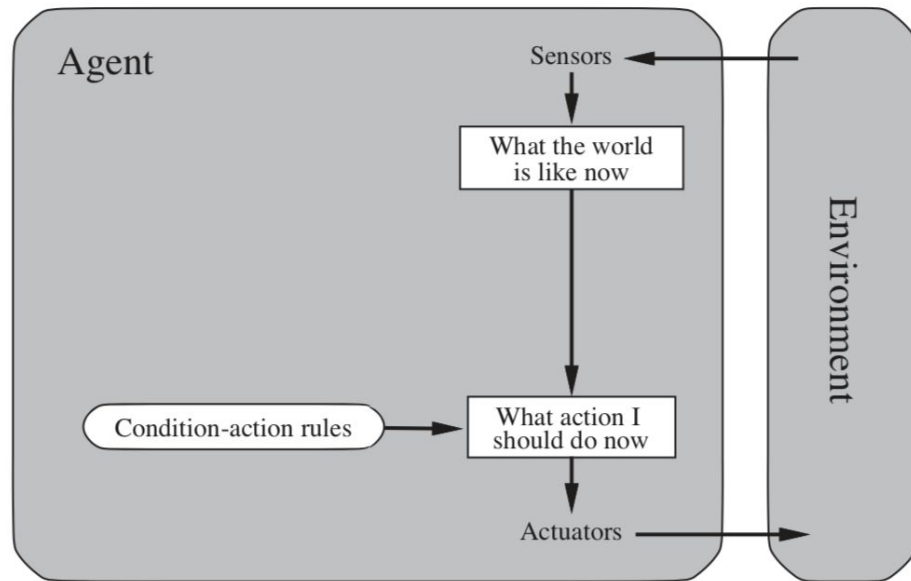 Agent
Sensors
What the world
is like now
Environment
Condition-action rules
What action I
should do now
Actuators